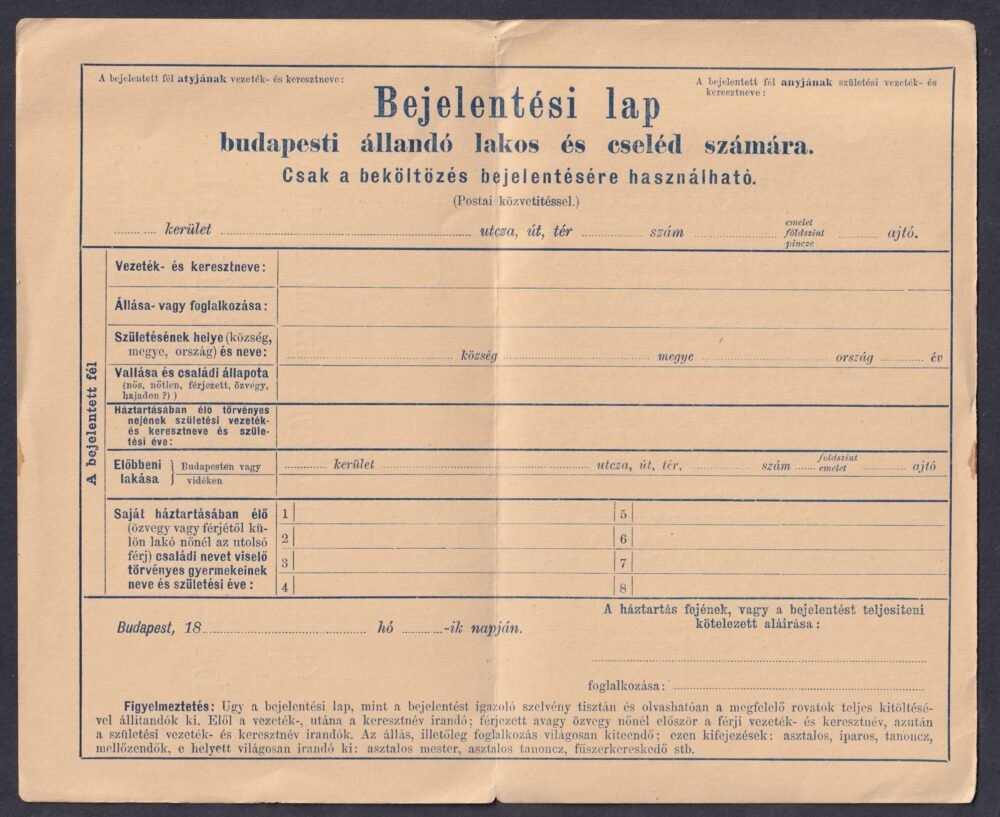 A bejelentett fél atyjának vezeték- és keresztneve:
A bejelentett fél anyjának születési vezeték- és
keresztneve:
Bejelentési lap
budapesti állandó lakos és cseléd számára.
Csak a beköltözés bejelentésére használható.
(Postai közvetitéssel.)
kerület utcza, út, tér szám emelet földszint pincze ajtó.
A bejelentett fél
Vezeték- és keresztneve:
Állása- vagy foglalkozása:
Születésének helye (község,
megye, ország) és neve: község megye ország év
Vallása és családi állapota
(nős, nőtlen, férjezett, özvegy,
hajadon?) )
Háztartásában élő törvényes
nejének születési vezeték-
és keresztneve és szüle-
tési éve:
Előbbeni lakása } Budapesten vagy vidéken
kerület utcza, út, tér, szám földszint emelet ajtó
Saját háztartásában élő
(özvegy vagy férjétől kü-
lön lakó nőnél az utolsó
férj) családi nevet viselő
törvényes gyermekeinek
neve és születési éve:
1 5
2 6
3 7
4 8
Budapest, 18 hó -ik napján.
A háztartás fejének, vagy a bejelentést teljesiteni
kötelezett aláirása:
foglalkozása:
Figyelmeztetés: Ugy a bejelentési lap, mint a bejelentést igazoló szelvény tisztán és olvashatóan a megfelelő rovatok teljes kitöltésé-
vel állitandók ki. Elől a vezeték-, utána a keresztnév irandó; férjezett avagy özvegy nőnél először a férji vezeték- és keresztnév, azután
a születési vezeték- és keresztnév irandók. Az állás, illetőleg foglalkozás világosan kiteendő; ezen kifejezések: asztalos, iparos, tanoncz,
mellőzendők, e helyett világosan irandó ki: asztalos mester, asztalos tanoncz, fűszerkereskedő stb.